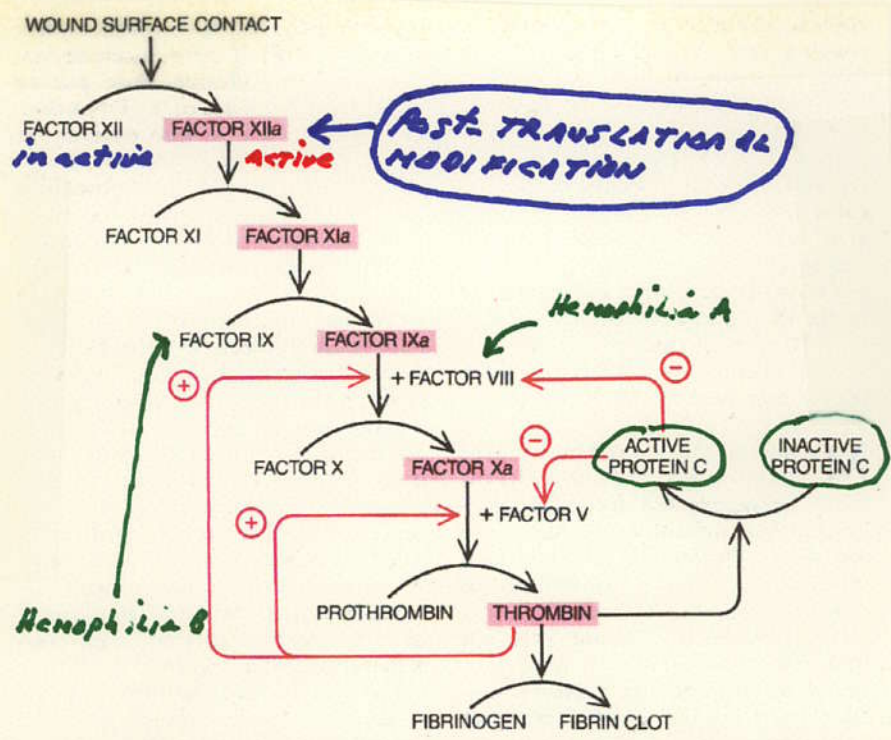 WOUND SURFACE CONTACT
FACTOR XII
FACTOR XIIa
POST-TRANSLATIONAL
MODIFICATION
inactive
ACTIVE
FACTOR XI
FACTOR XIa
Hemophilia A
FACTOR IX
FACTOR IXa
+ FACTOR VIII
+
−
−
ACTIVE
PROTEIN C
INACTIVE
PROTEIN C
FACTOR X
FACTOR Xa
+ FACTOR V
+
PROTHROMBIN
THROMBIN
Hemophilia B
FIBRINOGEN
FIBRIN CLOT